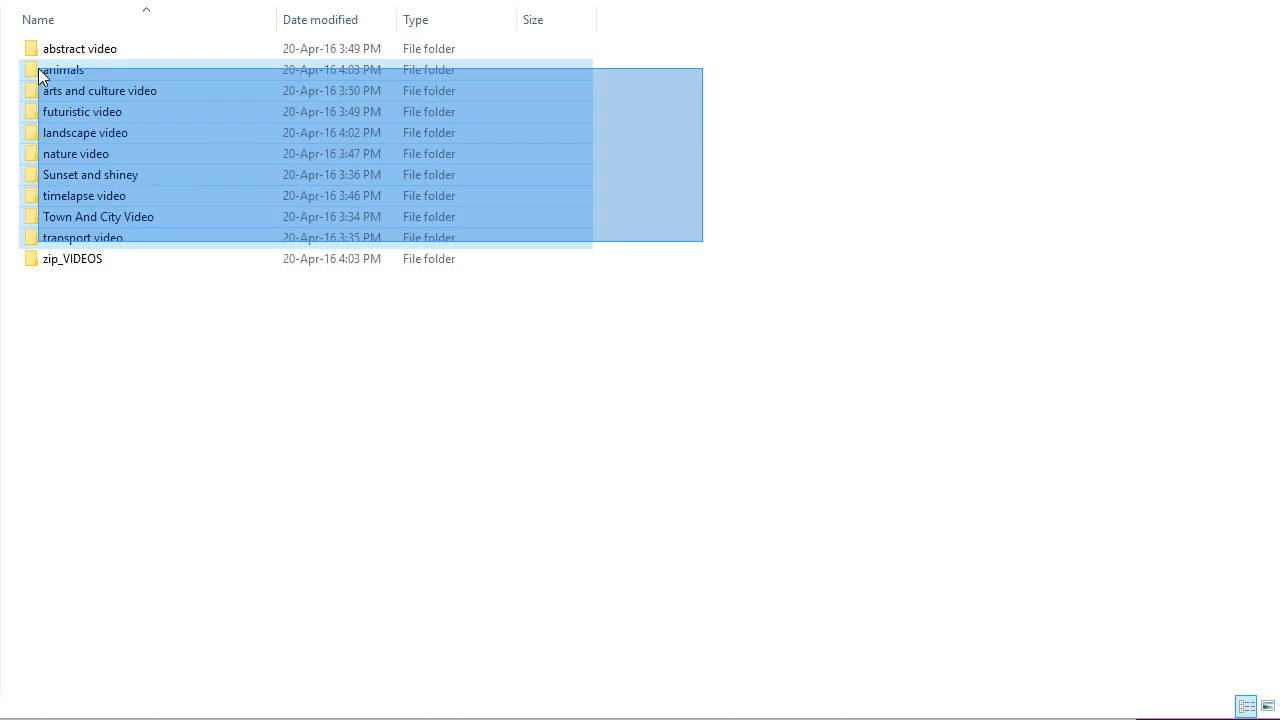 Name Date modified Type Size
abstract video 20-Apr-16 3:49 PM File folder
animals 20-Apr-16 4:03 PM File folder
arts and culture video 20-Apr-16 3:50 PM File folder
futuristic video 20-Apr-16 3:49 PM File folder
landscape video 20-Apr-16 4:02 PM File folder
nature video 20-Apr-16 3:47 PM File folder
Sunset and shiney 20-Apr-16 3:36 PM File folder
timelapse video 20-Apr-16 3:46 PM File folder
Town And City Video 20-Apr-16 3:34 PM File folder
transport video 20-Apr-16 3:35 PM File folder
zip_VIDEOS 20-Apr-16 4:03 PM File folder